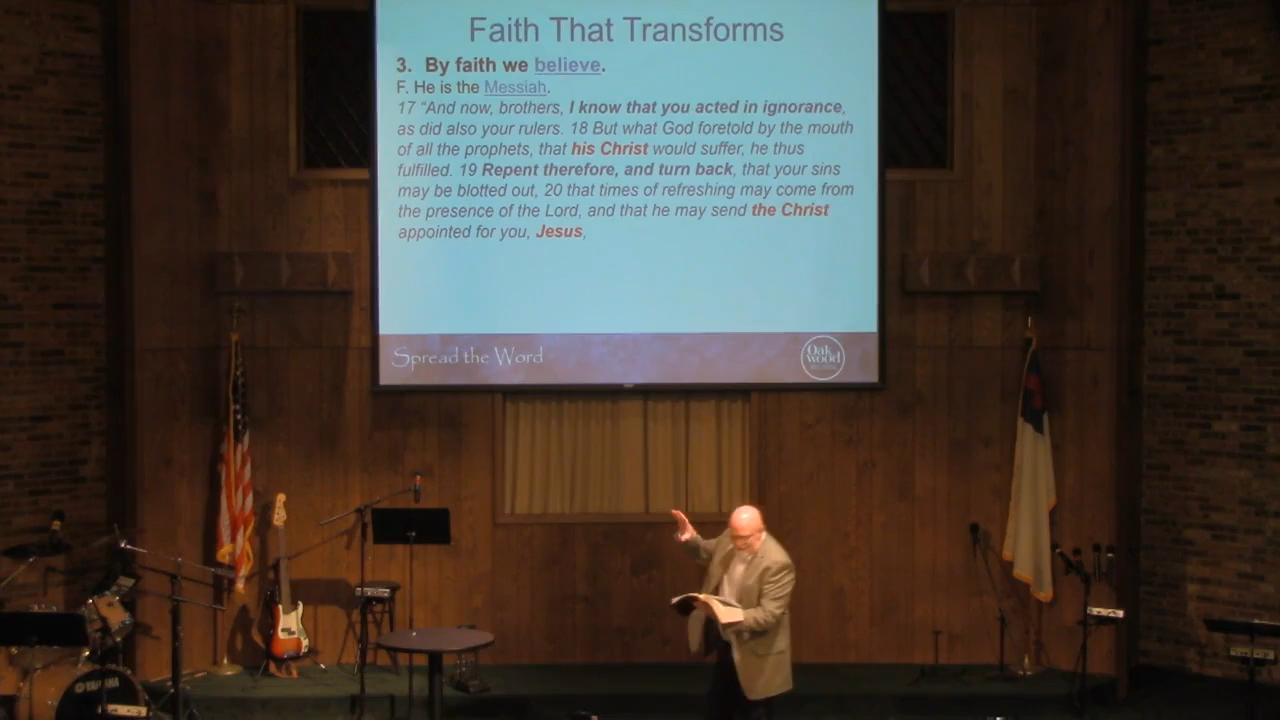 Faith That Transforms
3. By faith we believe.
F. He is the Messiah.
17 “And now, brothers, I know that you acted in ignorance,
as did also your rulers. 18 But what God foretold by the mouth
of all the prophets, that his Christ would suffer, he thus
fulfilled. 19 Repent therefore, and turn back, that your sins
may be blotted out, 20 that times of refreshing may come from
the presence of the Lord, and that he may send the Christ
appointed for you, Jesus,
Spread the Word
Oak
wood
YAMAHA